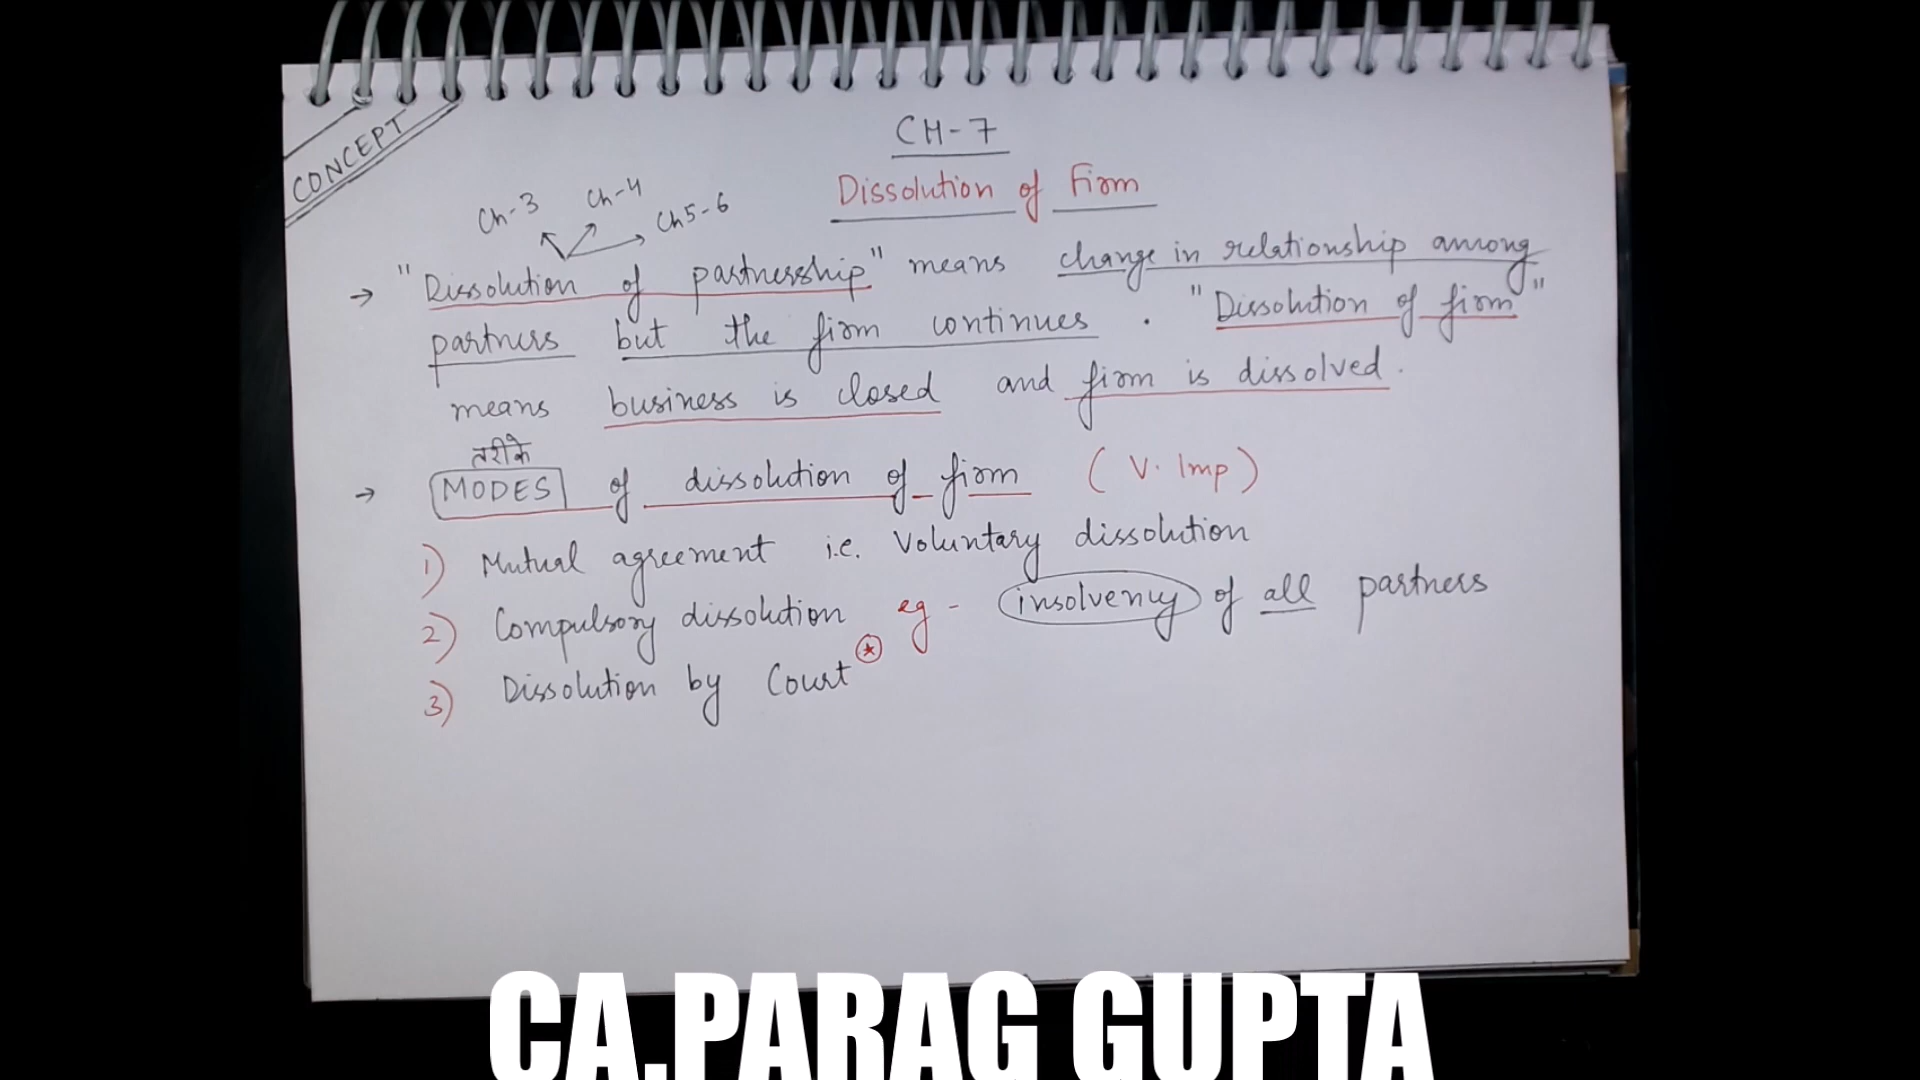 CONCEPT
CH-7
Dissolution of Firm
Ch-3 Ch-4 Ch5-6
→ "Dissolution of partnership" means change in relationship among
partners but the firm continues. "Dissolution of firm"
means business is closed and firm is dissolved.
तरीके
→ MODES of dissolution of firm (V. Imp)
1) Mutual agreement i.e. Voluntary dissolution
2) Compulsory dissolution eg - insolvency of all partners
3) Dissolution by Court
CA.PARAG GUPTA